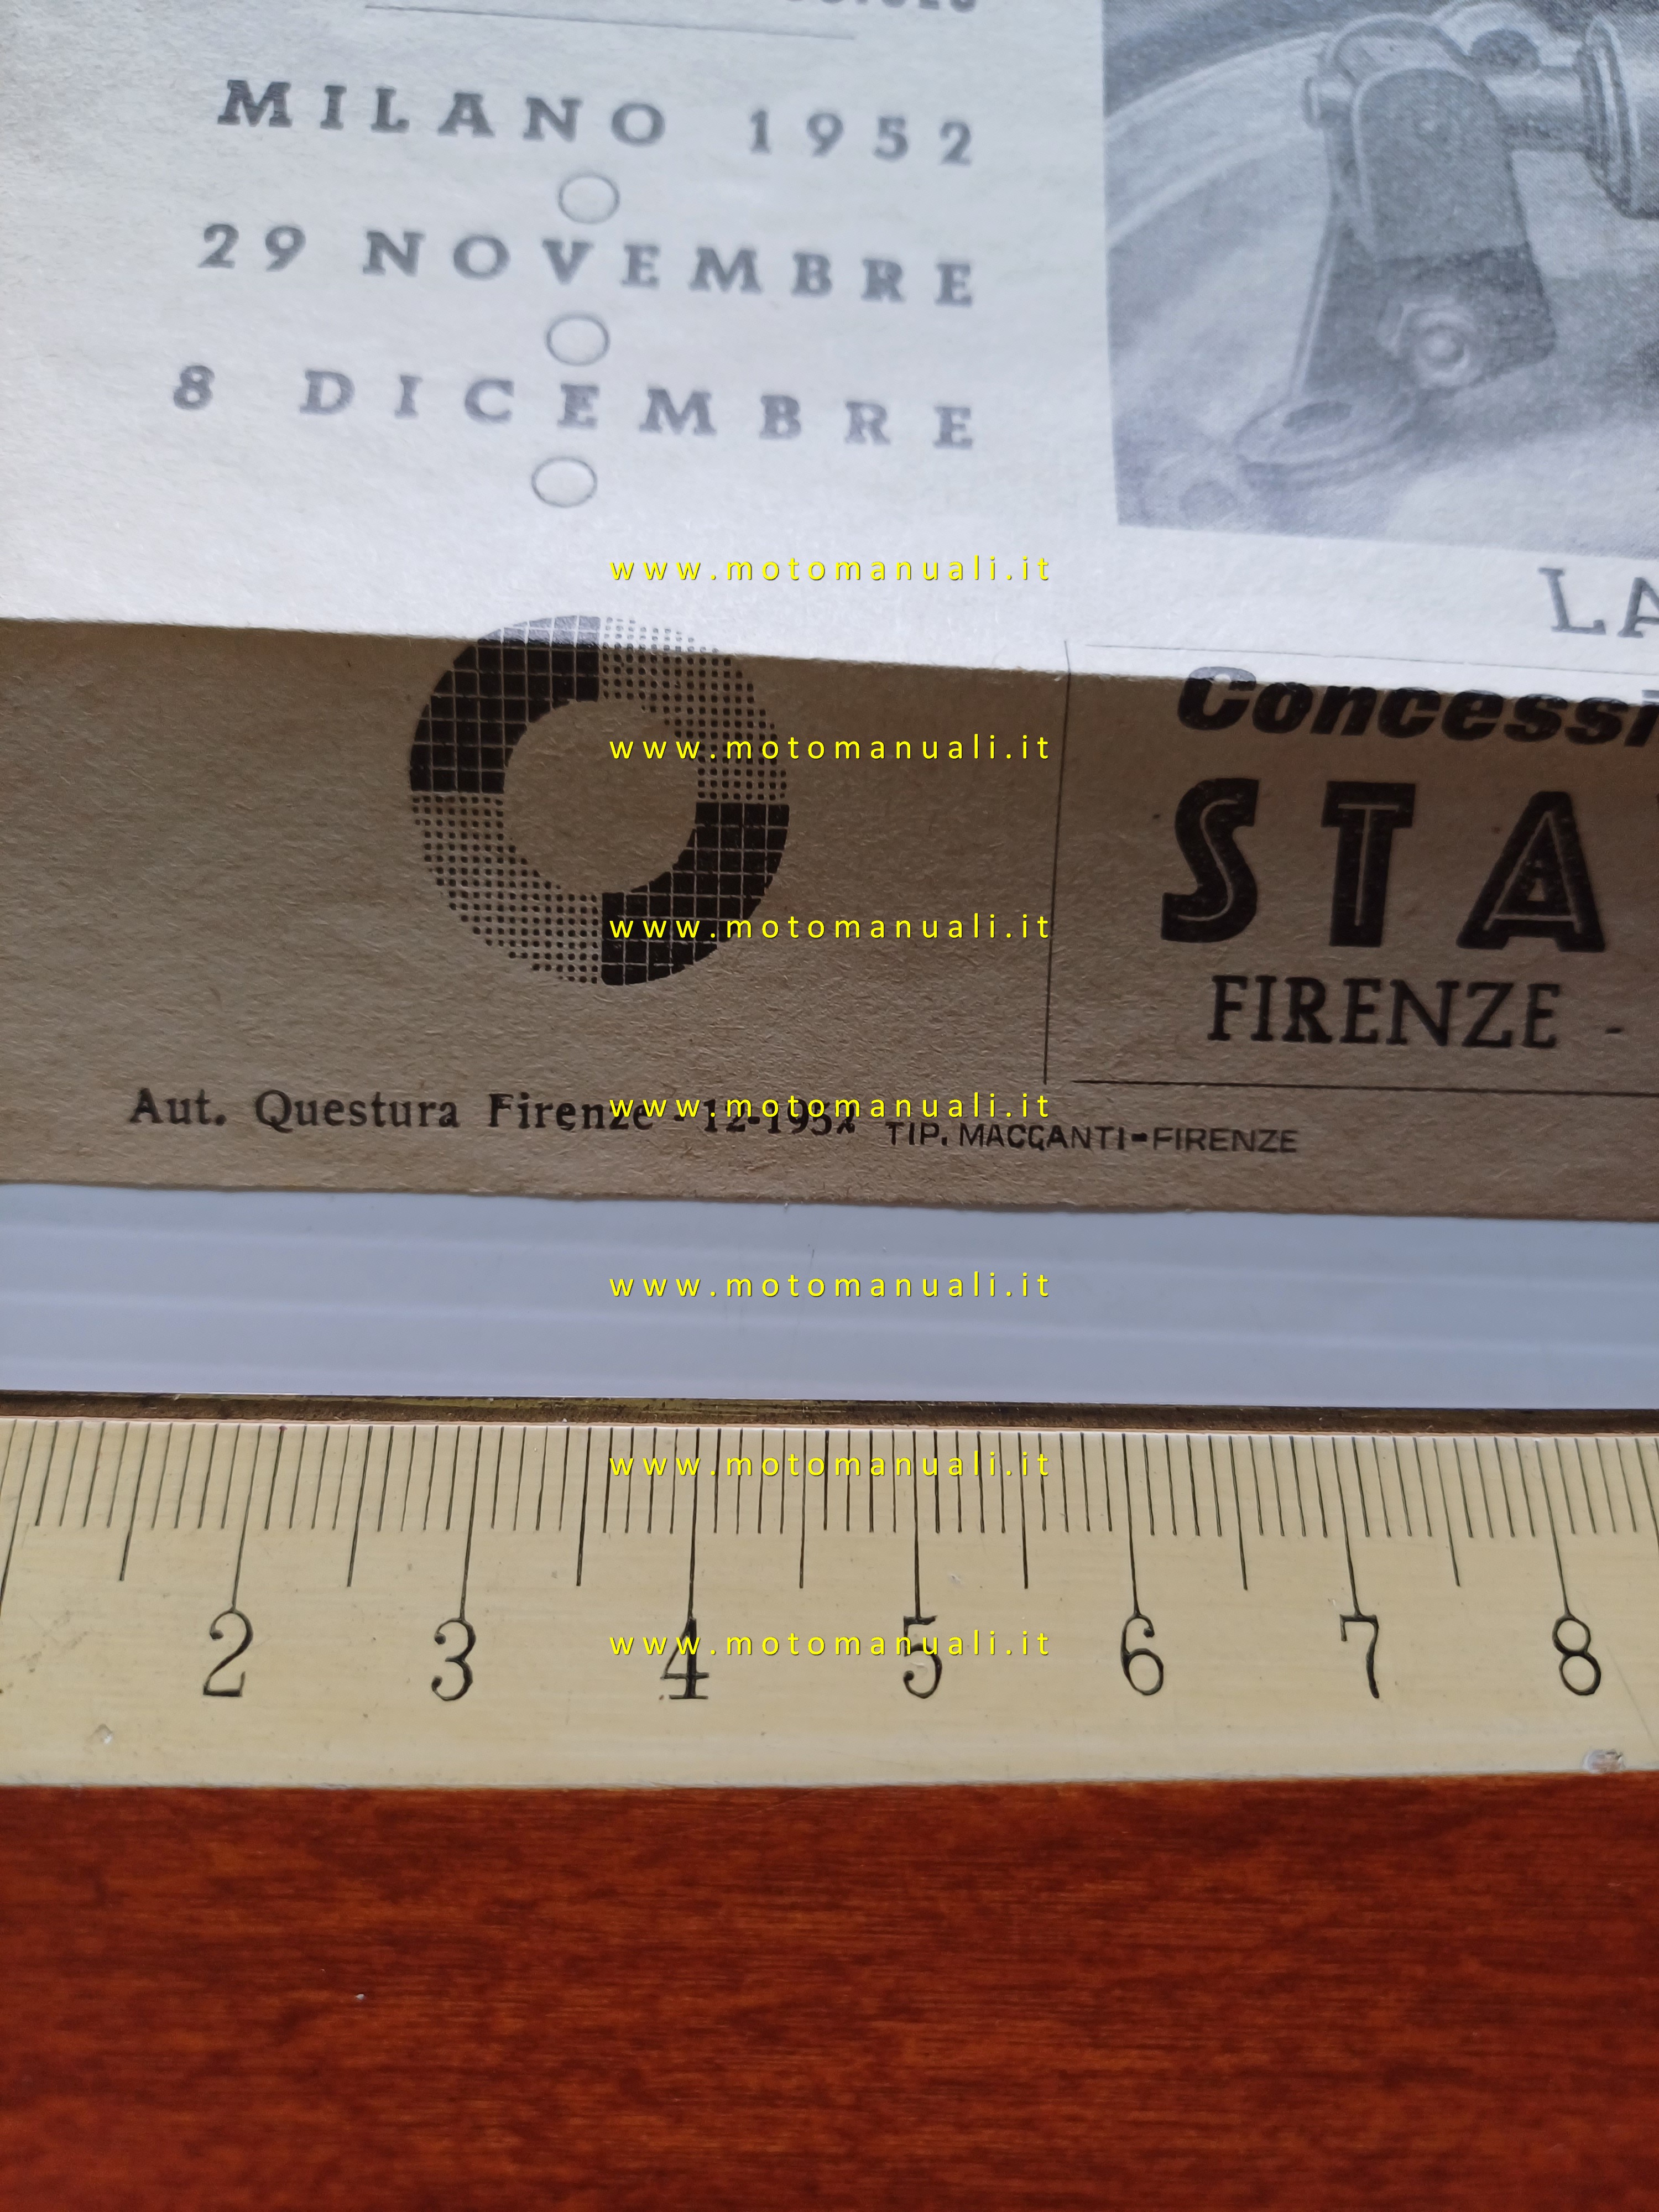 MILANO 1952
29 NOVEMBRE
8 DICEMBRE
LA
www.motomanuali.it
Concessi
www.motomanuali.it
STA
www.motomanuali.it
FIRENZE -
Aut. Questura Firenze - 12-1952
www.motomanuali.it
TIP. MACCANTI-FIRENZE
www.motomanuali.it
www.motomanuali.it
2 3 4 5 6 7 8
www.motomanuali.it